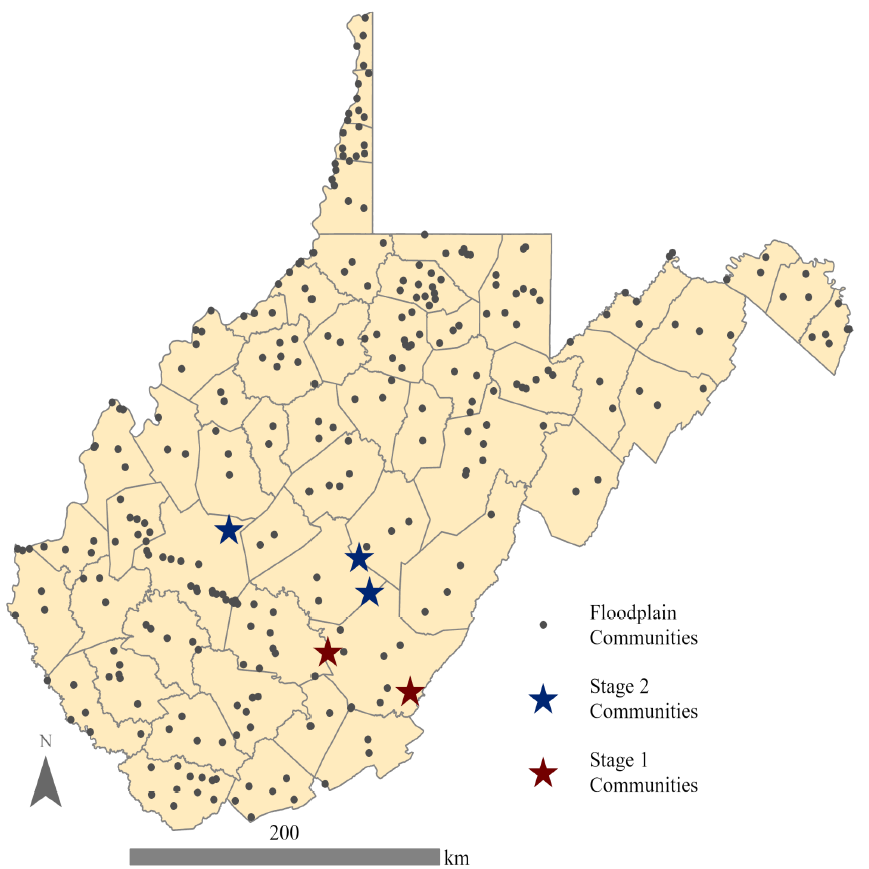 Floodplain
Communities
Stage 2
Communities
N
Stage 1
Communities
200
km